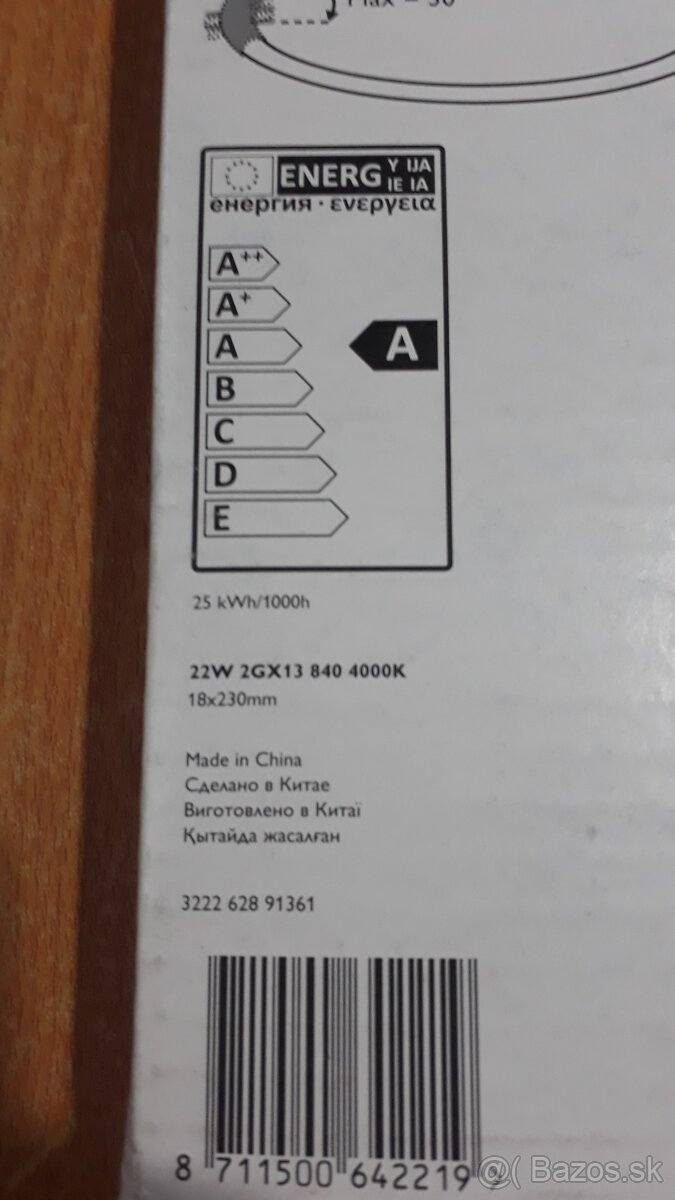 ENERG Y IJA
IE IA
енергия · ενεργεια
A++
A+
A
A
B
C
D
E
25 kWh/1000h
22W 2GX13 840 4000K
18x230mm
Made in China
Сделано в Китае
Виготовлено в Китаї
Қытайда жасалған
3222 628 91361
8 711500 642219
@( Bazos.sk